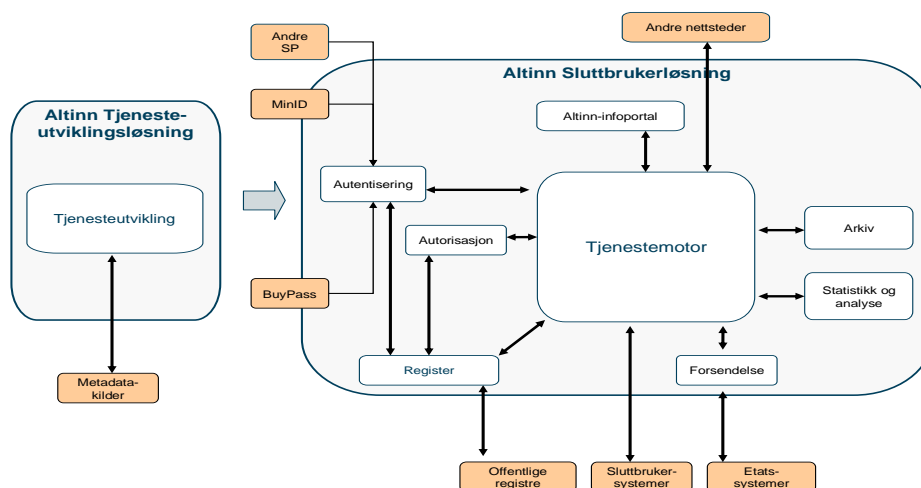 Andre
SP
Andre nettsteder
Altinn Sluttbrukerløsning
MinID
Altinn Tjeneste-
utviklingsløsning
Altinn-infoportal
Autentisering
Tjenesteutvikling
Autorisasjon
Tjenestemotor
Arkiv
BuyPass
Statistikk og
analyse
Register
Forsendelse
Metadata-
kilder
Offentlige
registre
Sluttbruker-
systemer
Etats-
systemer